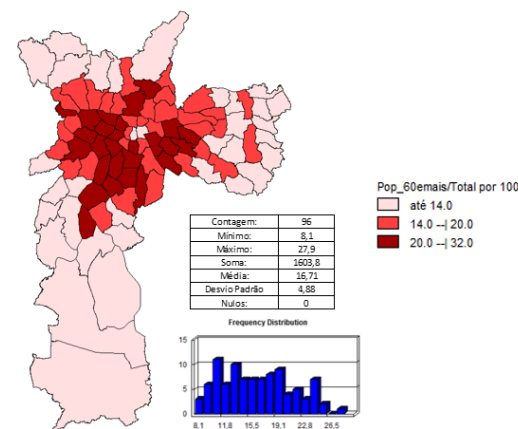 Pop_60emais/Total por 100
até 14.0
14.0 --| 20.0
20.0 --| 32.0
Contagem: 96
Mínimo: 8,1
Máximo: 27,9
Soma: 1603,8
Média: 16,71
Desvio Padrão 4,88
Nulos: 0
Frequency Distribution
15
10
5
0
8,1 11,8 15,5 19,1 22,8 26,5